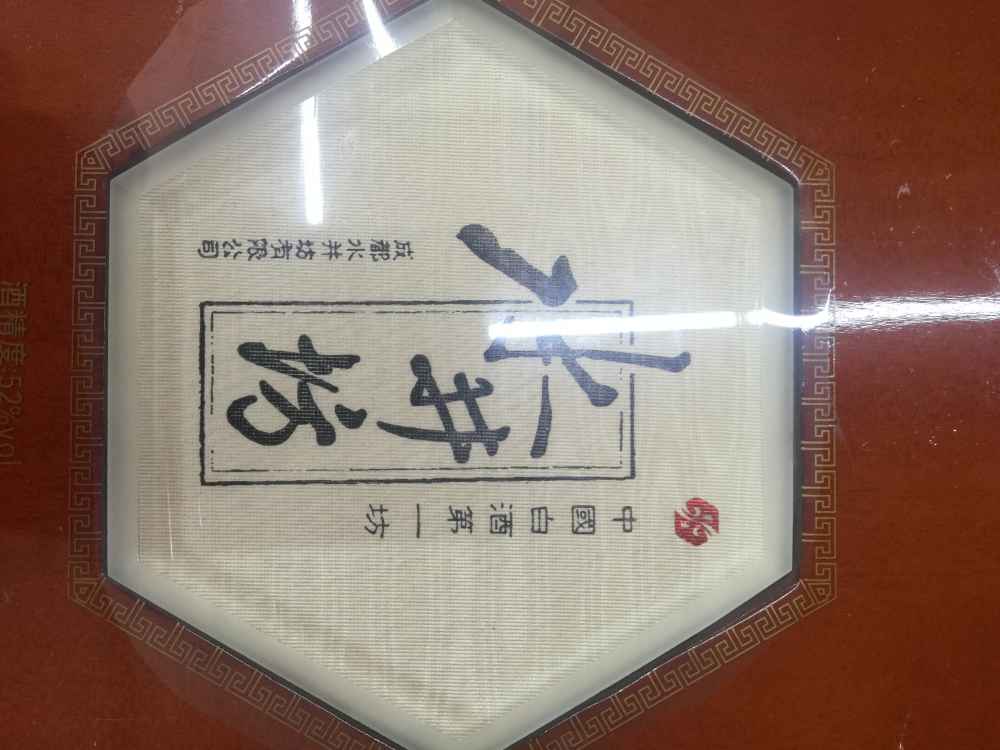 中國白酒第一坊
水井坊
成都水井坊有限公司
酒精度:52%vol